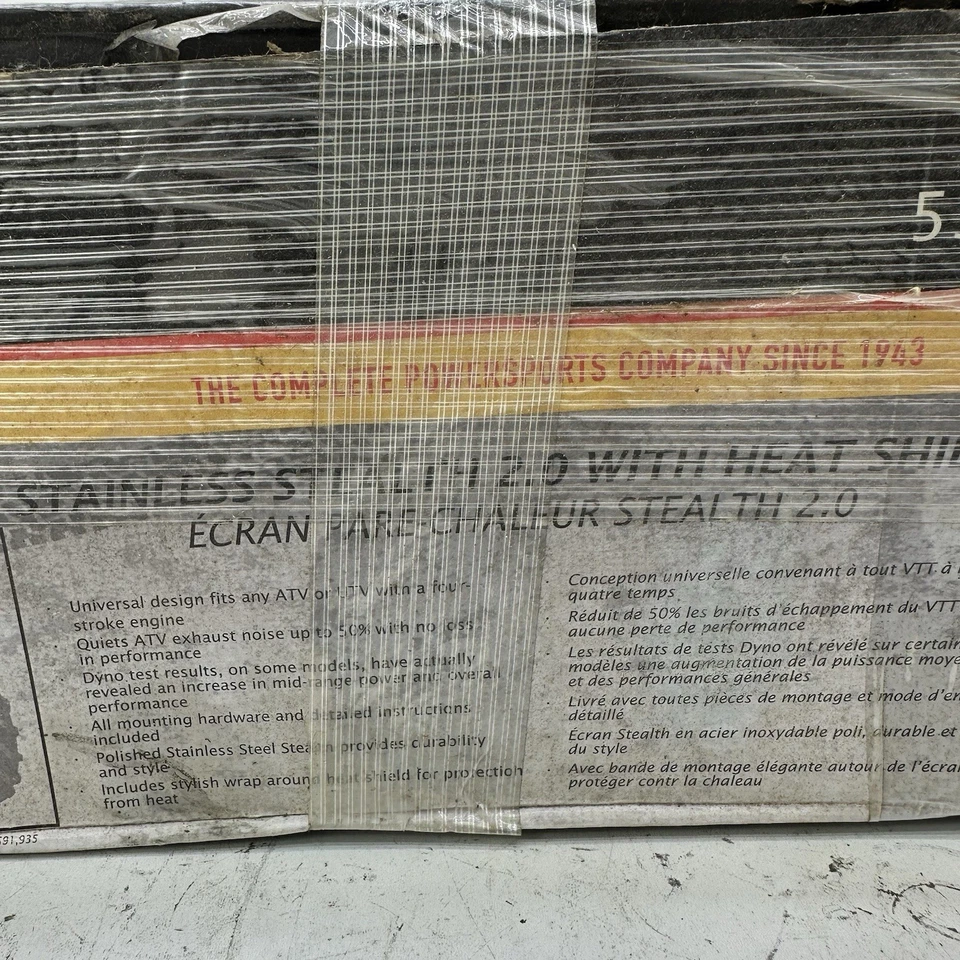 5.
THE COMPLETE POWERSPORTS COMPANY SINCE 1943
STAINLESS STEALTH 2.0 WITH HEAT SHI
ÉCRAN PARE-CHALEUR STEALTH 2.0
Universal design fits any ATV or UTV with a four-
stroke engine
Quiets ATV exhaust noise up to 50% with no loss
in performance
Dyno test results, on some models, have actually
revealed an increase in mid-range power and overall
performance
All mounting hardware and detailed instructions
included
Polished Stainless Steel Stealth provides durability
and style
Includes stylish wrap around heat shield for protection
from heat
Conception universelle convenant à tout VTT à
quatre temps
Réduit de 50% les bruits d'échappement du VTT
aucune perte de performance
Les résultats de tests Dyno ont révélé sur certain
modèles une augmentation de la puissance moye
et des performances générales
Livré avec toutes pièces de montage et mode d'em
détaillé
Écran Stealth en acier inoxydable poli, durable et
du style
Avec bande de montage élégante autour de l'écra
protéger contr la chaleau
591,935